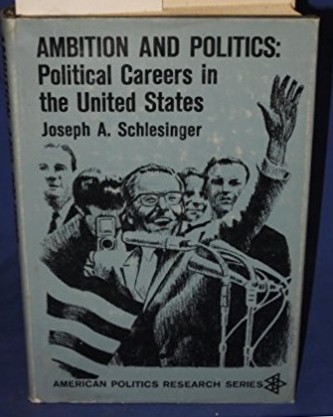 AMBITION AND POLITICS:
Political Careers in
the United States
Joseph A. Schlesinger
AMERICAN POLITICS RESEARCH SERIES